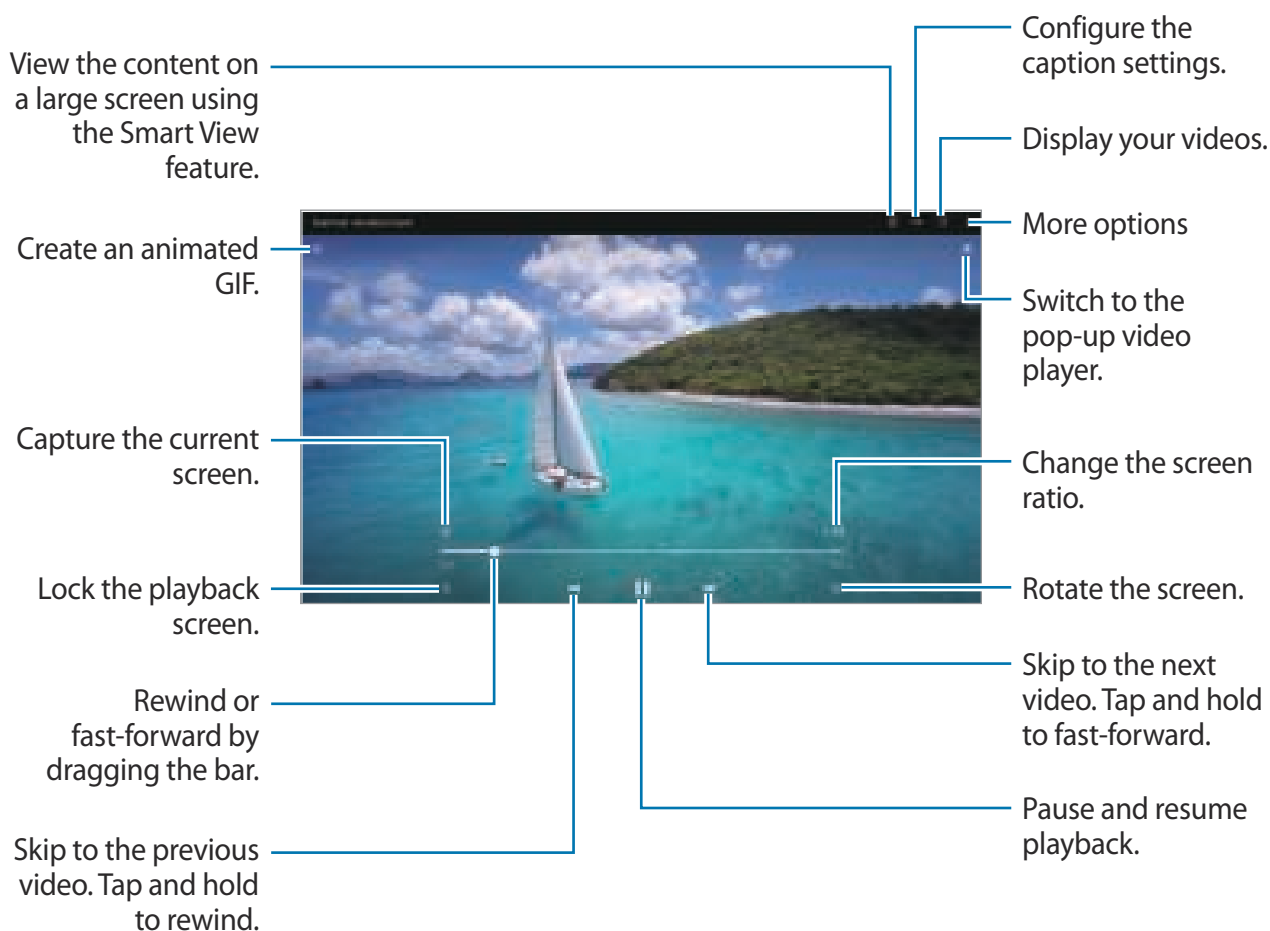 View the content on
a large screen using
the Smart View
feature.
Create an animated
GIF.
Capture the current
screen.
Lock the playback
screen.
Rewind or
fast-forward by
dragging the bar.
Skip to the previous
video. Tap and hold
to rewind.
Configure the
caption settings.
Display your videos.
More options
Switch to the
pop-up video
player.
Change the screen
ratio.
Rotate the screen.
Skip to the next
video. Tap and hold
to fast-forward.
Pause and resume
playback.